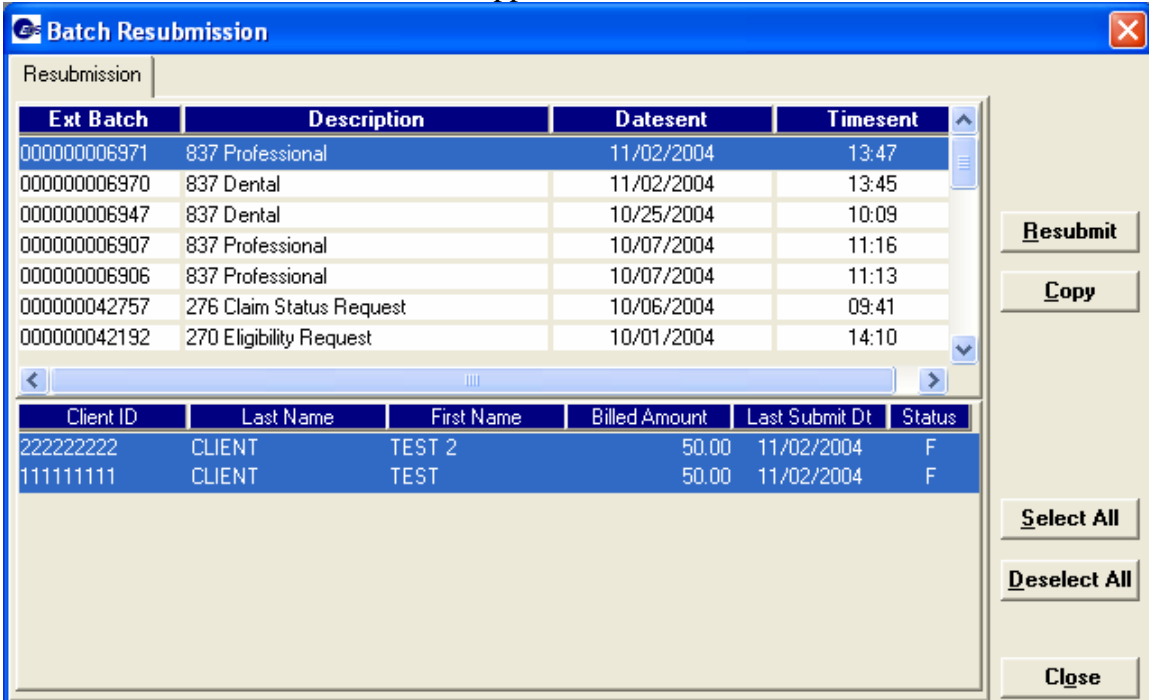 Batch Resubmission
Resubmission
Ext Batch Description Datesent Timesent
000000006971 837 Professional 11/02/2004 13:47
000000006970 837 Dental 11/02/2004 13:45
000000006947 837 Dental 10/25/2004 10:09
000000006907 837 Professional 10/07/2004 11:16
000000006906 837 Professional 10/07/2004 11:13
000000042757 276 Claim Status Request 10/06/2004 09:41
000000042192 270 Eligibility Request 10/01/2004 14:10
Resubmit
Copy
Client ID Last Name First Name Billed Amount Last Submit Dt Status
222222222 CLIENT TEST 2 50.00 11/02/2004 F
111111111 CLIENT TEST 50.00 11/02/2004 F
Select All
Deselect All
Close